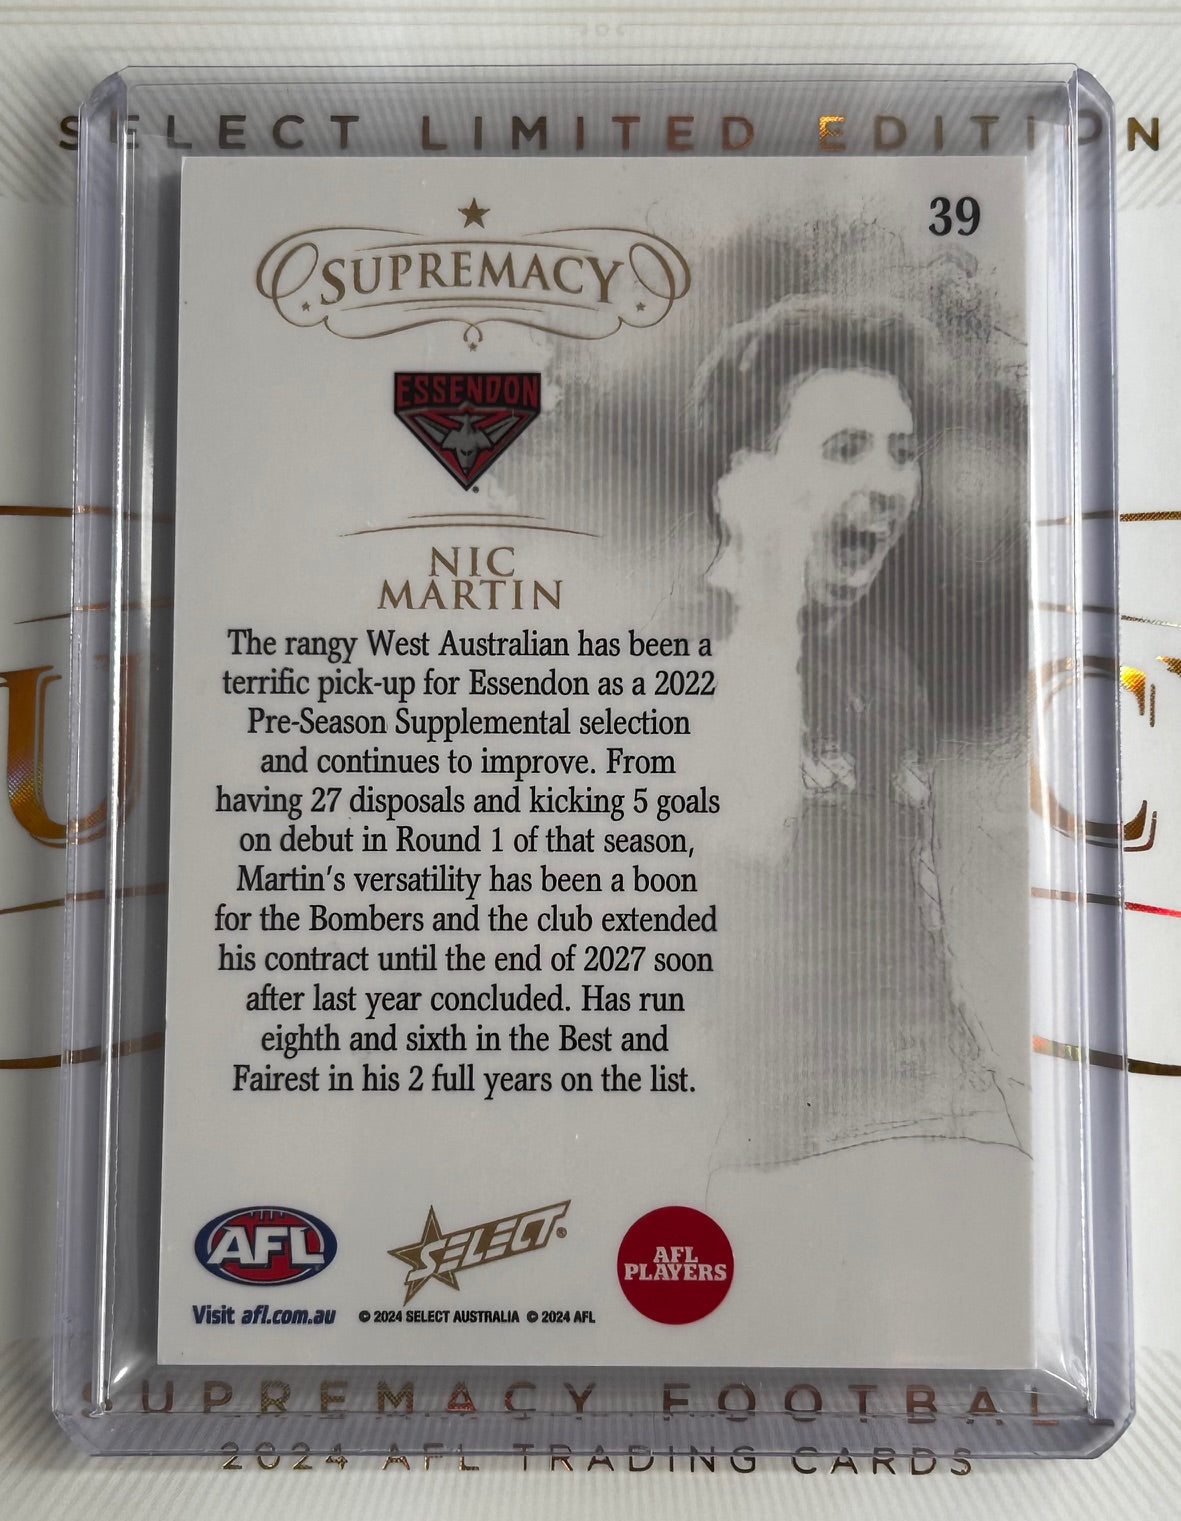 SELECT LIMITED EDITION
39
SUPREMACY
ESSENDON
NIC
MARTIN
The rangy West Australian has been a
terrific pick-up for Essendon as a 2022
Pre-Season Supplemental selection
and continues to improve. From
having 27 disposals and kicking 5 goals
on debut in Round 1 of that season,
Martin's versatility has been a boon
for the Bombers and the club extended
his contract until the end of 2027 soon
after last year concluded. Has run
eighth and sixth in the Best and
Fairest in his 2 full years on the list.
AFL
SELECT®
AFL
PLAYERS
Visit afl.com.au
© 2024 SELECT AUSTRALIA © 2024 AFL
SUPREMACY FOOTBAL
2024 AFL TRADING CARDS